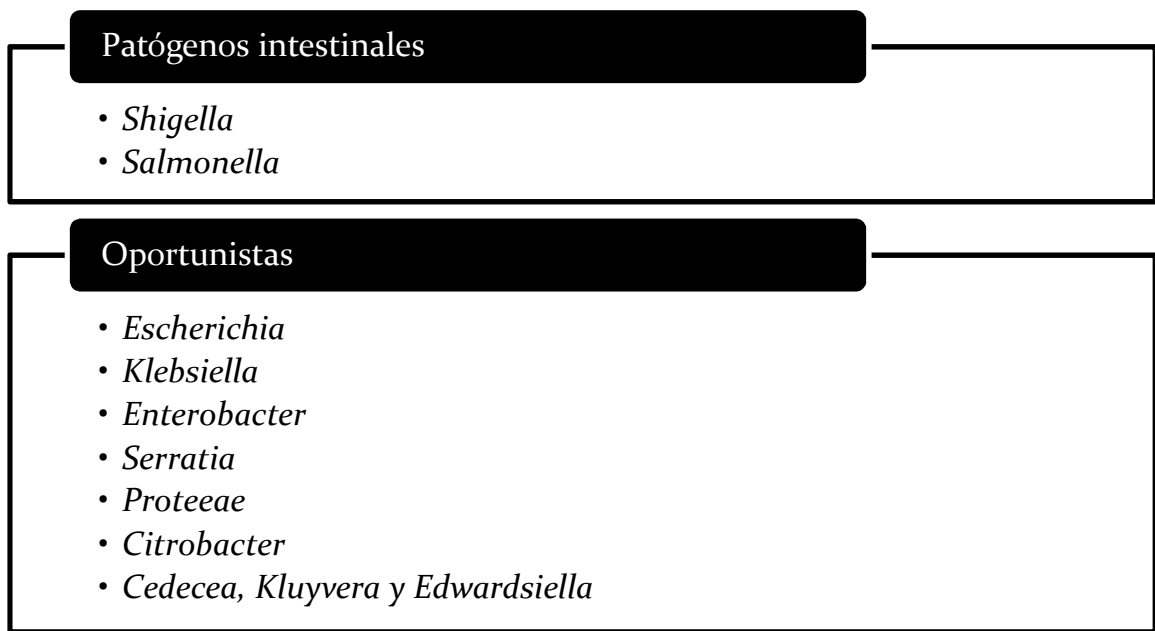 Patógenos intestinales
• Shigella
• Salmonella
Oportunistas
• Escherichia
• Klebsiella
• Enterobacter
• Serratia
• Proteeae
• Citrobacter
• Cedecea, Kluyvera y Edwardsiella